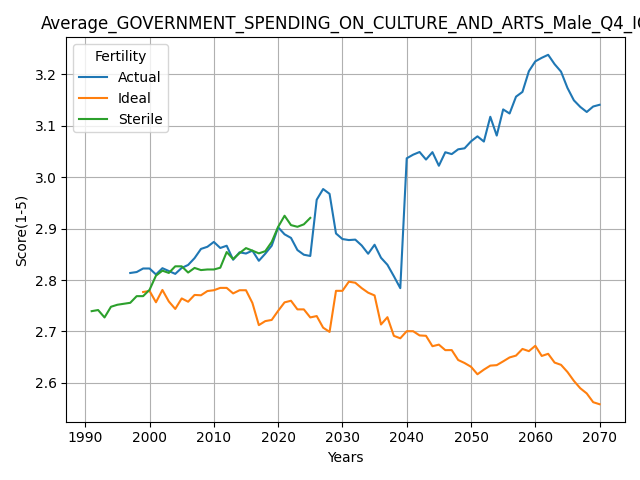 Average_GOVERNMENT_SPENDING_ON_CULTURE_AND_ARTS_Male_Q4_IQ
Fertility
Actual
Ideal
Sterile
Score(1-5)
3.2
3.1
3.0
2.9
2.8
2.7
2.6
1990 2000 2010 2020 2030 2040 2050 2060 2070
Years